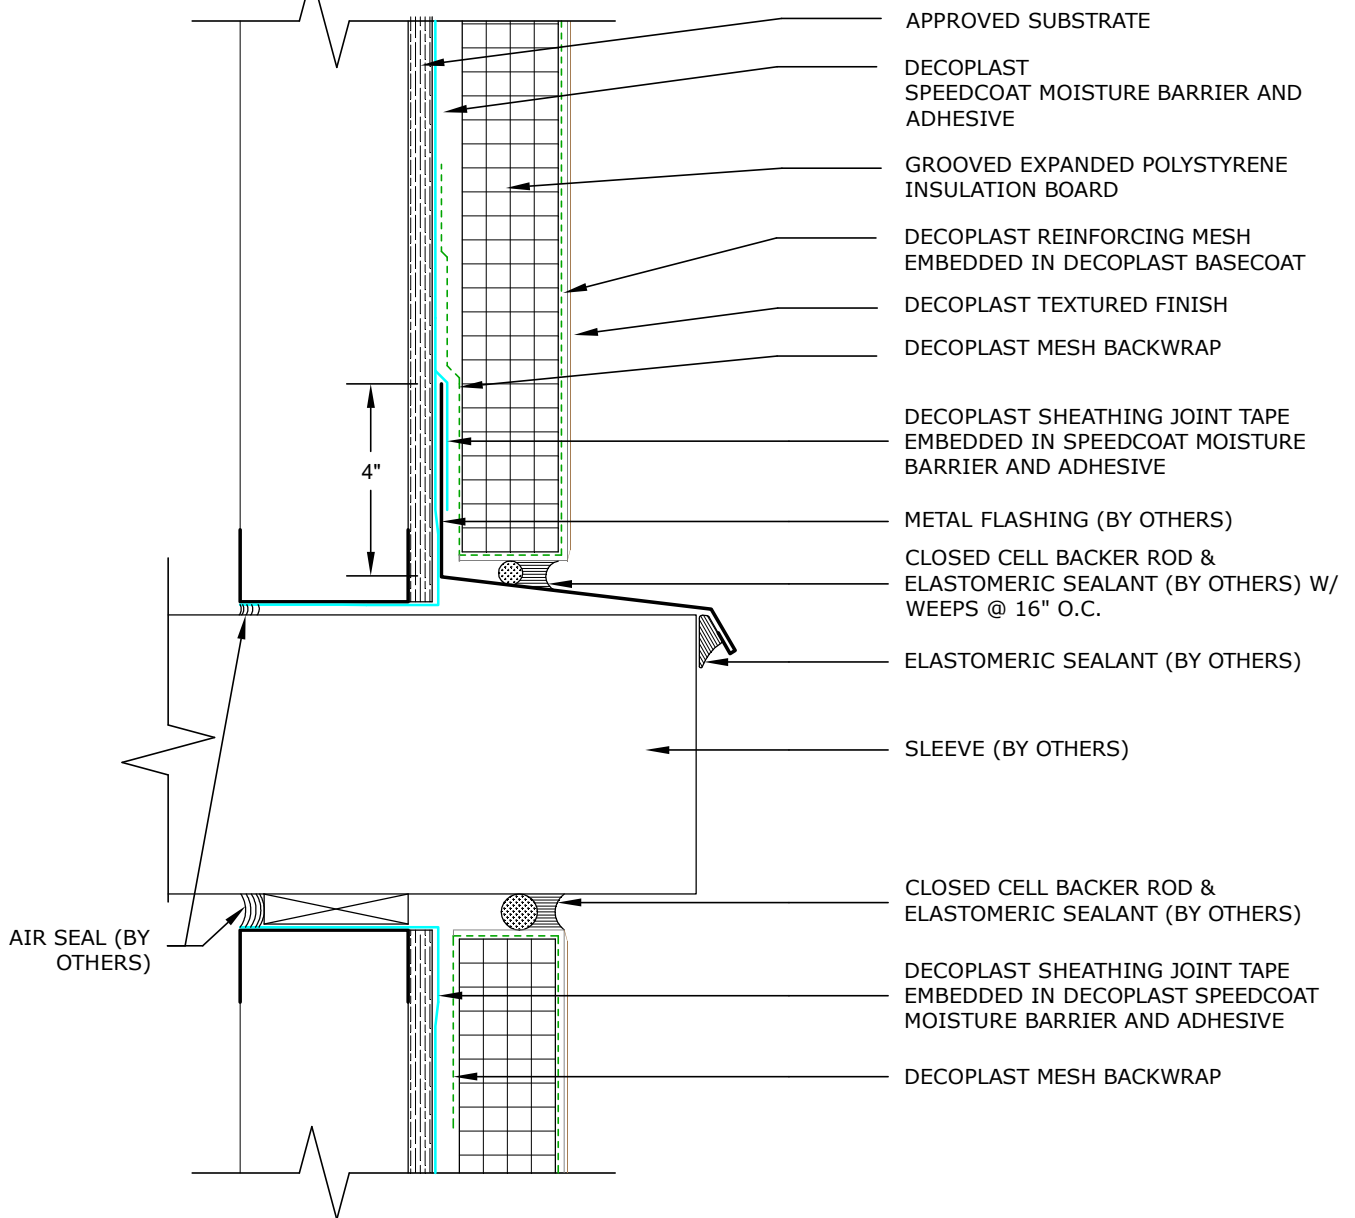 APPROVED SUBSTRATE
DECOPLAST
SPEEDCOAT MOISTURE BARRIER AND
ADHESIVE
GROOVED EXPANDED POLYSTYRENE
INSULATION BOARD
DECOPLAST REINFORCING MESH
EMBEDDED IN DECOPLAST BASECOAT
DECOPLAST TEXTURED FINISH
DECOPLAST MESH BACKWRAP
DECOPLAST SHEATHING JOINT TAPE
EMBEDDED IN SPEEDCOAT MOISTURE
BARRIER AND ADHESIVE
4"
METAL FLASHING (BY OTHERS)
CLOSED CELL BACKER ROD &
ELASTOMERIC SEALANT (BY OTHERS) W/
WEEPS @ 16" O.C.
ELASTOMERIC SEALANT (BY OTHERS)
SLEEVE (BY OTHERS)
CLOSED CELL BACKER ROD &
ELASTOMERIC SEALANT (BY OTHERS)
AIR SEAL (BY
OTHERS)
DECOPLAST SHEATHING JOINT TAPE
EMBEDDED IN DECOPLAST SPEEDCOAT
MOISTURE BARRIER AND ADHESIVE
DECOPLAST MESH BACKWRAP